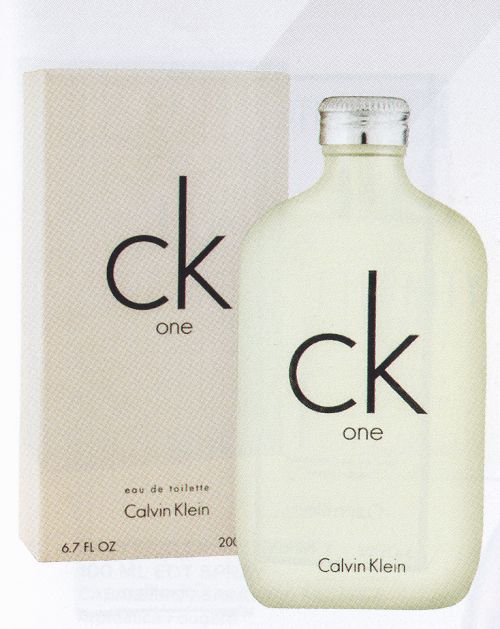 ck
one
eau de toilette
Calvin Klein
6.7 FL OZ 200
ck
one
Calvin Klein